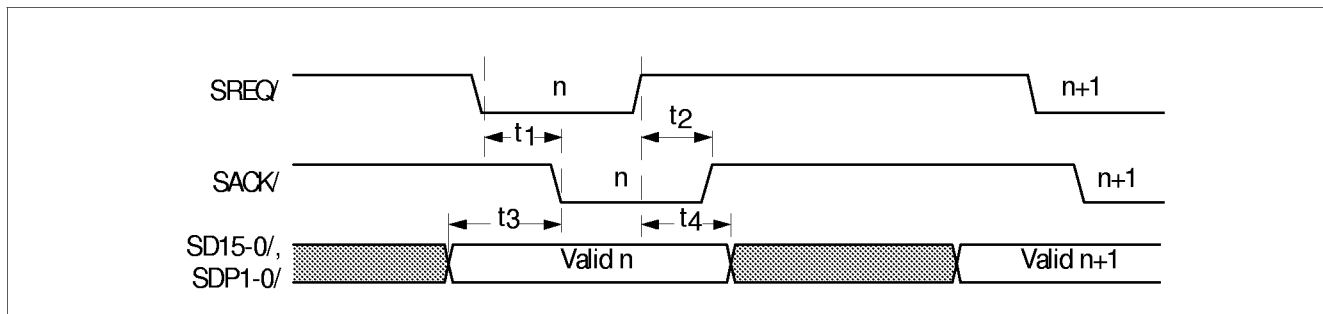 SREQ/
n
n+1
t1
t2
SACK/
n
n+1
t3
t4
SD15-0/,
SDP1-0/
Valid n
Valid n+1